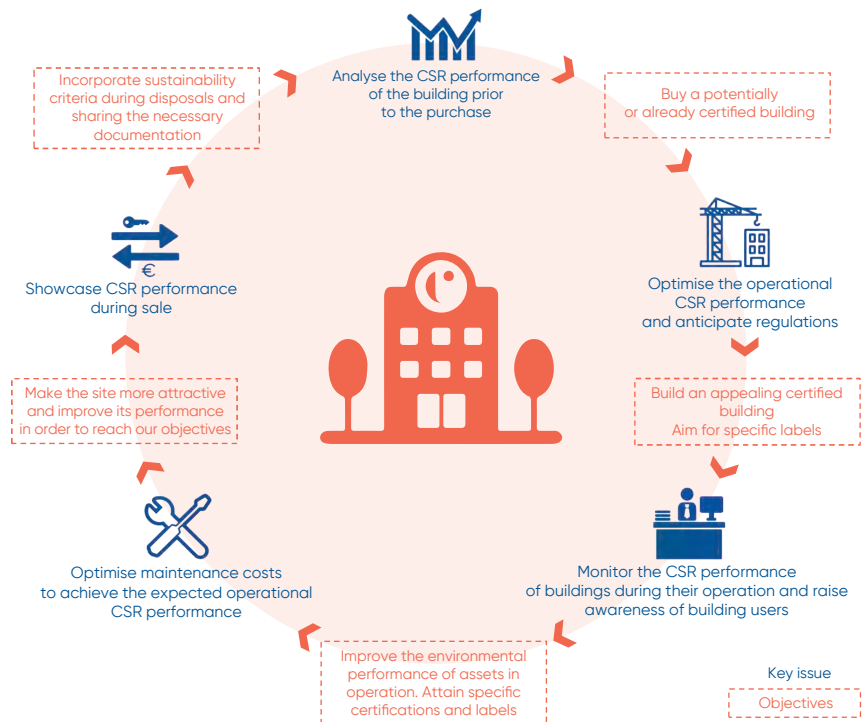 Analyse the CSR performance
of the building prior
to the purchase
Buy a potentially
or already certified building
Optimise the operational
CSR performance
and anticipate regulations
Build an appealing certified
building
Aim for specific labels
Monitor the CSR performance
of buildings during their operation and raise
awareness of building users
Improve the environmental
performance of assets in
operation. Attain specific
certifications and labels
Optimise maintenance costs
to achieve the expected operational
CSR performance
Make the site more attractive
and improve its performance
in order to reach our objectives
€
Showcase CSR performance
during sale
Incorporate sustainability
criteria during disposals and
sharing the necessary
documentation
Key issue
Objectives